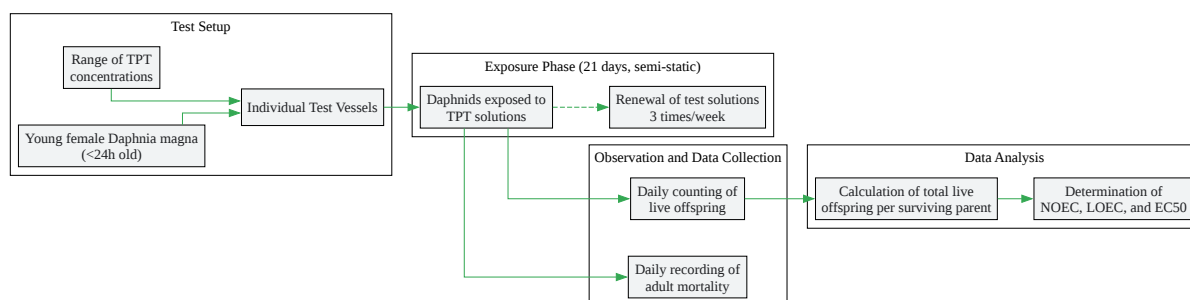 Test Setup
Range of TPT
concentrations
Young female Daphnia magna
(<24h old)
Individual Test Vessels
Exposure Phase (21 days, semi-static)
Daphnids exposed to
TPT solutions
Renewal of test solutions
3 times/week
Observation and Data Collection
Daily counting of
live offspring
Daily recording of
adult mortality
Data Analysis
Calculation of total live
offspring per surviving parent
Determination of
NOEC, LOEC, and EC50